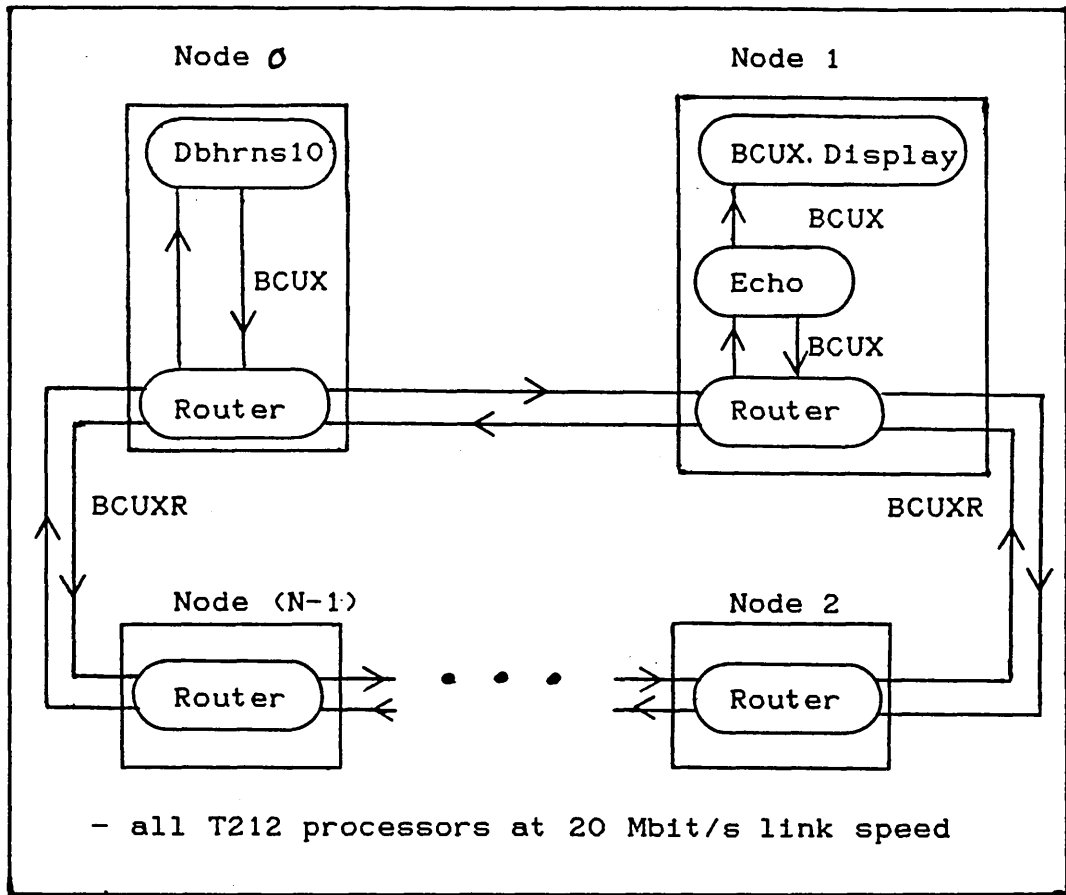 Node 0
Node 1
Dbhrns10
BCUX. Display
BCUX
BCUX
Echo
BCUX
Router
Router
BCUXR
BCUXR
Node (N-1)
Node 2
Router
Router
- all T212 processors at 20 Mbit/s link speed